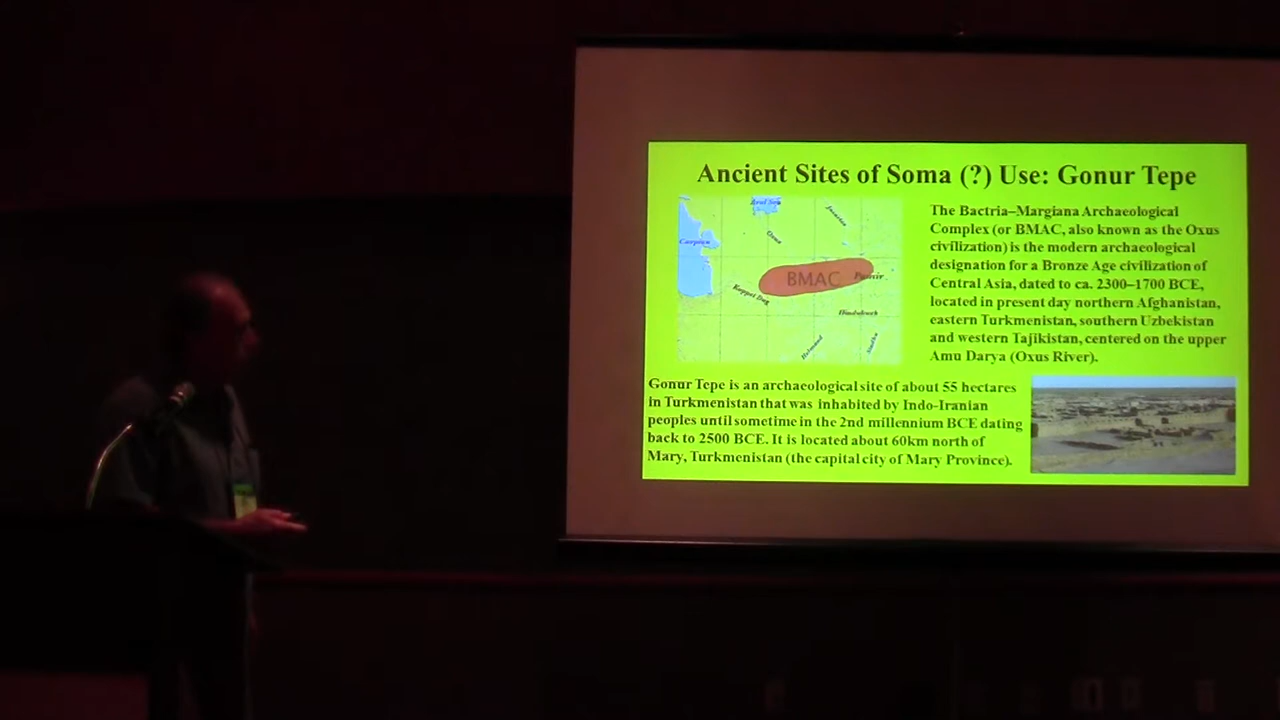 Ancient Sites of Soma (?) Use: Gonur Tepe
Aral Sea
Caspian
Oxus
BMAC
Pamir
Koppet Dag
Hindukush
Helmand
The Bactria–Margiana Archaeological
Complex (or BMAC, also known as the Oxus
civilization) is the modern archaeological
designation for a Bronze Age civilization of
Central Asia, dated to ca. 2300–1700 BCE,
located in present day northern Afghanistan,
eastern Turkmenistan, southern Uzbekistan
and western Tajikistan, centered on the upper
Amu Darya (Oxus River).
Gonur Tepe is an archaeological site of about 55 hectares
in Turkmenistan that was inhabited by Indo-Iranian
peoples until sometime in the 2nd millennium BCE dating
back to 2500 BCE. It is located about 60km north of
Mary, Turkmenistan (the capital city of Mary Province).